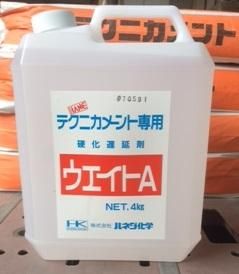 テクニカメント
070501
HANE
テクニカメント専用
硬化遅延剤
ウエイトA
NET.4kg
HK 株式会社 ハネダ化学